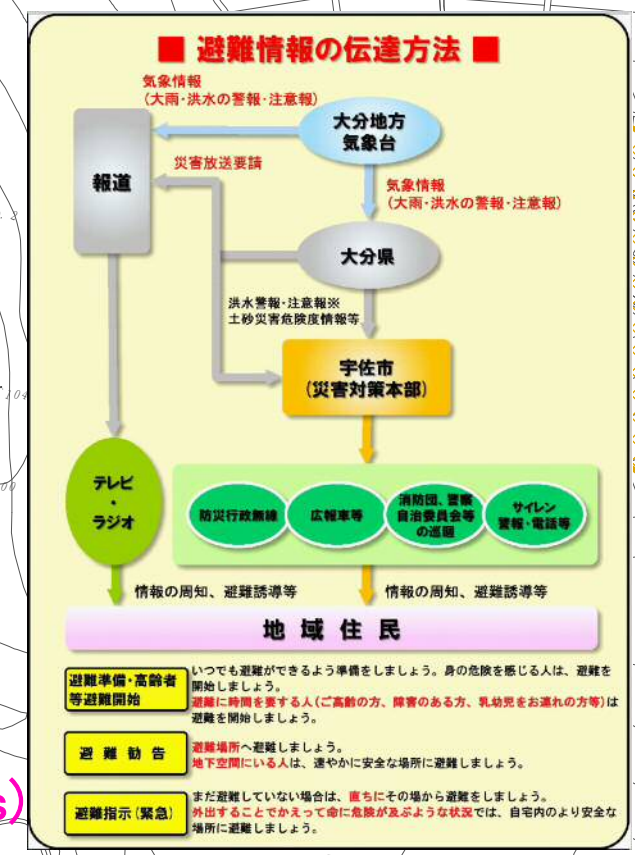 ■ 避難情報の伝達方法 ■
気象情報
(大雨・洪水の警報・注意報)
大分地方
気象台
報道
災害放送要請
気象情報
(大雨・洪水の警報・注意報)
大分県
洪水警報・注意報※
土砂災害危険度情報等
宇佐市
(災害対策本部)
テレビ
・
ラジオ
防災行政無線
広報車等
消防団、警察
自治委員会等
の巡回
サイレン
警報・電話等
情報の周知、避難誘導等
情報の周知、避難誘導等
地域住民
避難準備・高齢者
等避難開始
いつでも避難ができるよう準備をしましょう。身の危険を感じる人は、避難を
開始しましょう。
避難に時間を要する人(ご高齢の方、障害のある方、乳幼児をお連れの方等)は
避難を開始しましょう。
避難勧告
避難場所へ避難しましょう。
地下空間にいる人は、速やかに安全な場所に避難しましょう。
避難指示(緊急)
まだ避難していない場合は、直ちにその場から避難をしましょう。
外出することでかえって命に危険が及ぶような状況では、自宅内のより安全な
場所に避難しましょう。
s)